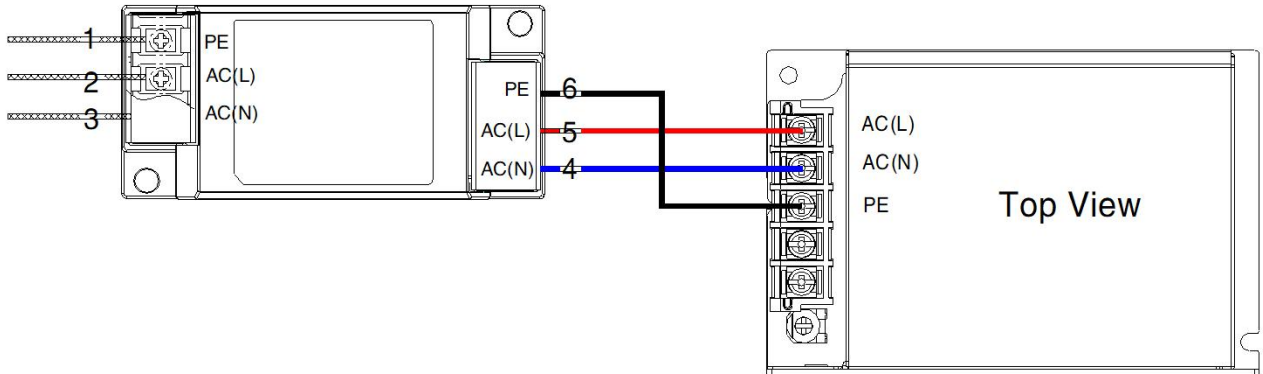 1 PE
2 AC(L)
3 AC(N)
PE 6
AC(L) 5
AC(N) 4
AC(L)
AC(N)
PE
Top View